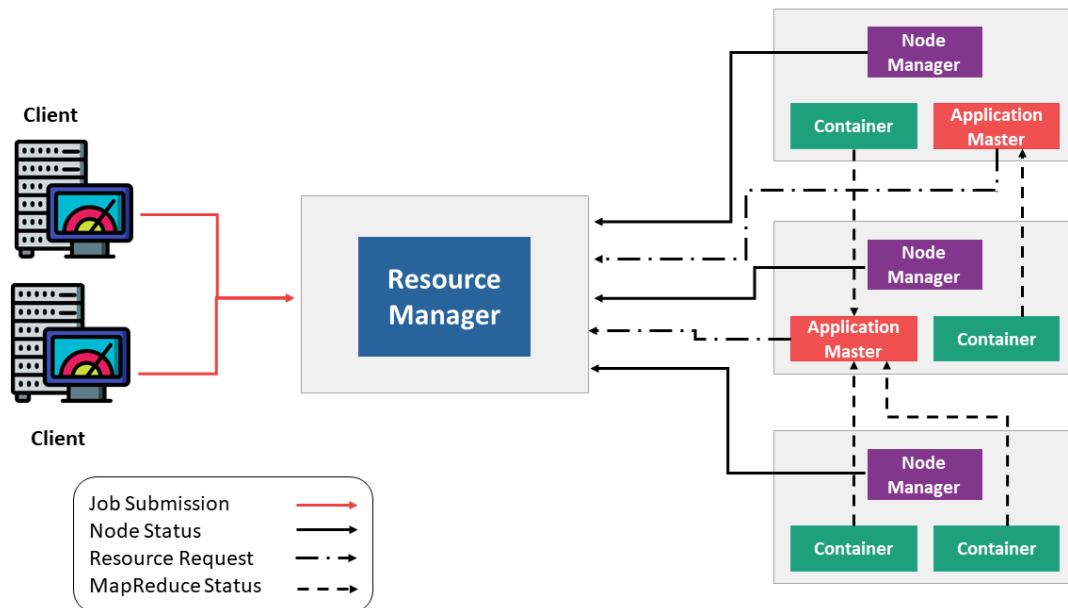 Client
Client
Resource
Manager
Node
Manager
Container
Application
Master
Node
Manager
Application
Master
Container
Node
Manager
Container
Container
Job Submission
Node Status
Resource Request
MapReduce Status